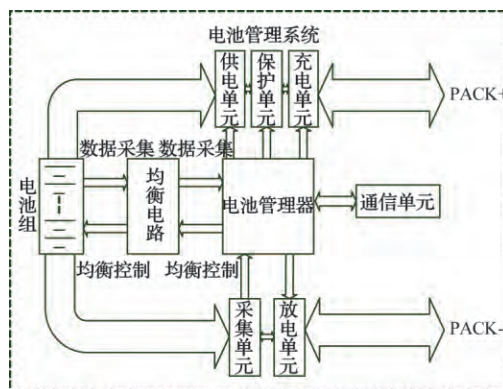 电池管理系统
供电单元
保护单元
充电单元
PACK+
数据采集
数据采集
电池组
均衡电路
电池管理器
通信单元
均衡控制
均衡控制
采集单元
放电单元
PACK-